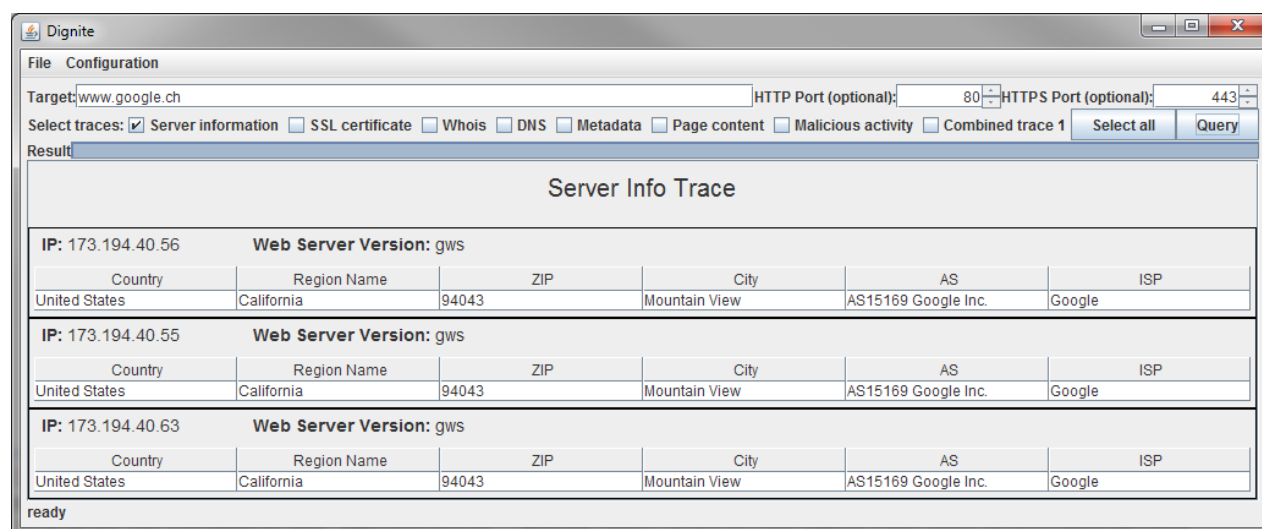 Dignite
File Configuration
Target: www.google.ch HTTP Port (optional): 80 HTTPS Port (optional): 443
Select traces: Server information SSL certificate Whois DNS Metadata Page content Malicious activity Combined trace 1 Select all Query
Result
Server Info Trace
IP: 173.194.40.56 Web Server Version: gws
Country Region Name ZIP City AS ISP
United States California 94043 Mountain View AS15169 Google Inc. Google
IP: 173.194.40.55 Web Server Version: gws
Country Region Name ZIP City AS ISP
United States California 94043 Mountain View AS15169 Google Inc. Google
IP: 173.194.40.63 Web Server Version: gws
Country Region Name ZIP City AS ISP
United States California 94043 Mountain View AS15169 Google Inc. Google
ready